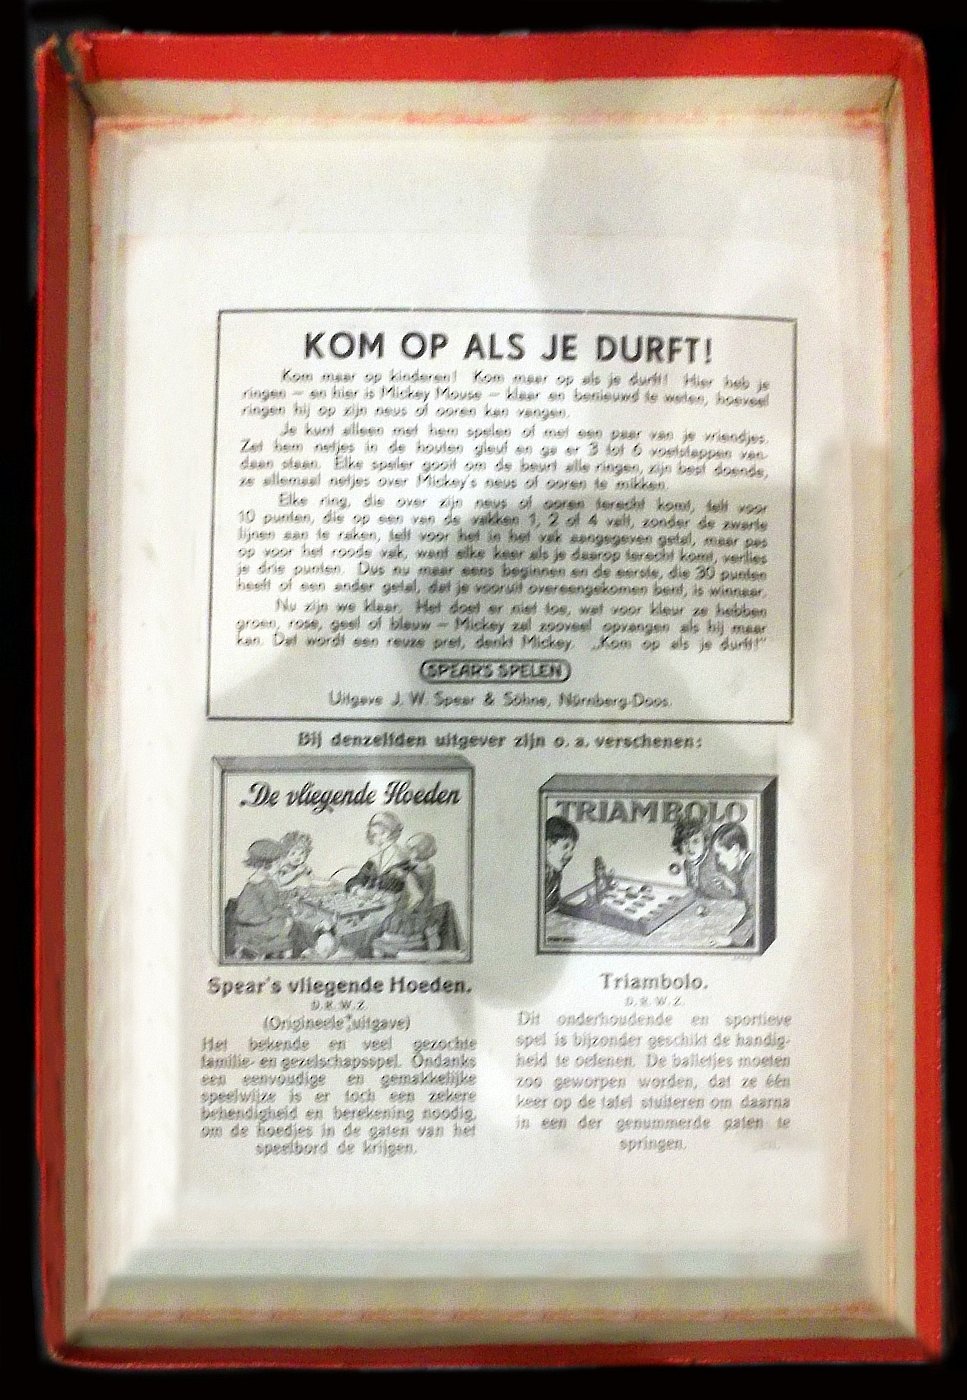 KOM OP ALS JE DURFT!
Kom maar op kinderen! Kom maar op als je durft! Hier heb je
ringen — en hier is Mickey Mouse — klaar en benieuwd te weten, hoeveel
ringen hij op zijn neus of ooren kan vangen.
Je kunt alleen met hem spelen of met een paar van je vriendjes.
Zet hem netjes in de houten gleuf en ga er 3 tot 6 voetstappen van-
daan staan. Elke speler gooit om de beurt alle ringen, zijn best doende,
ze allemaal netjes over Mickey's neus of ooren te mikken.
Elke ring, die over zijn neus of ooren terecht komt, telt voor
10 punten, die op een van de vakken 1, 2 of 4 valt, zonder de zwarte
lijnen aan te raken, telt voor het in het vak aangegeven getal, maar pas
op voor het roode vak, want elke keer als je daarop terecht komt, verlies
je drie punten. Dus nu maar eens beginnen en de eerste, die 30 punten
heeft of een ander getal, dat je vooruit overeengekomen bent, is winnaar.
Nu zijn we klaar. Het doet er niet toe, wat voor kleur ze hebben
groen, rose, geel of blauw — Mickey zal zooveel opvangen als hij maar
kan. Dat wordt een reuze pret, denkt Mickey. „Kom op als je durft!"
SPEAR'S SPELEN
Uitgave J. W. Spear & Söhne, Nürnberg-Doos.
Bij denzelfden uitgever zijn o. a. verschenen:
De vliegende Hoeden
Spear's vliegende Hoeden.
D. R. W. Z.
(Origineele uitgave)
Het bekende en veel gezochte
familie- en gezelschapsspel. Ondanks
een eenvoudige en gemakkelijke
speelwijze is er toch een zekere
behendigheid en berekening noodig,
om de hoedjes in de gaten van het
speelbord de krijgen.
TRIAMBOLO
Triambolo.
D. R. W. Z.
Dit onderhoudende en sportieve
spel is bijzonder geschikt de handig-
heid te oefenen. De balletjes moeten
zoo geworpen worden, dat ze één
keer op de tafel stuiteren om daarna
in een der genummerde gaten te
springen.